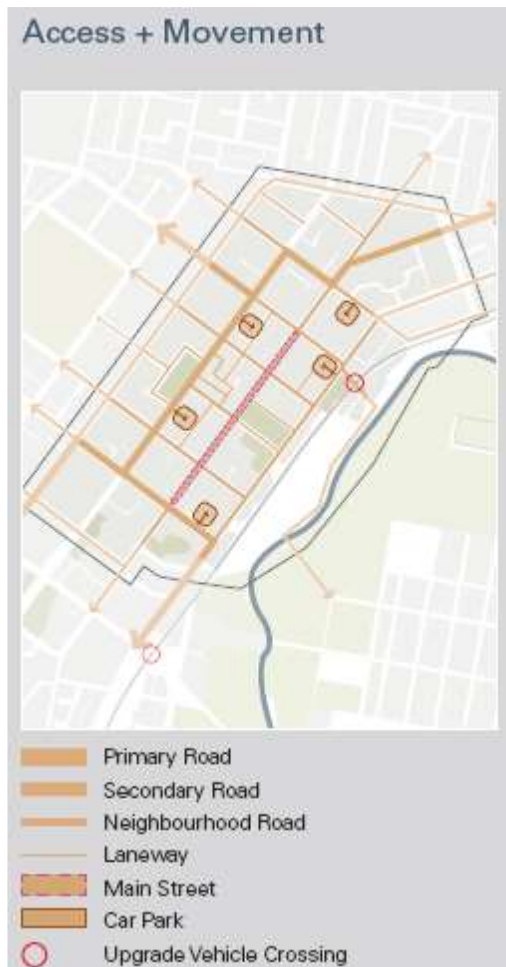 Access + Movement
Primary Road
Secondary Road
Neighbourhood Road
Laneway
Main Street
Car Park
Upgrade Vehicle Crossing